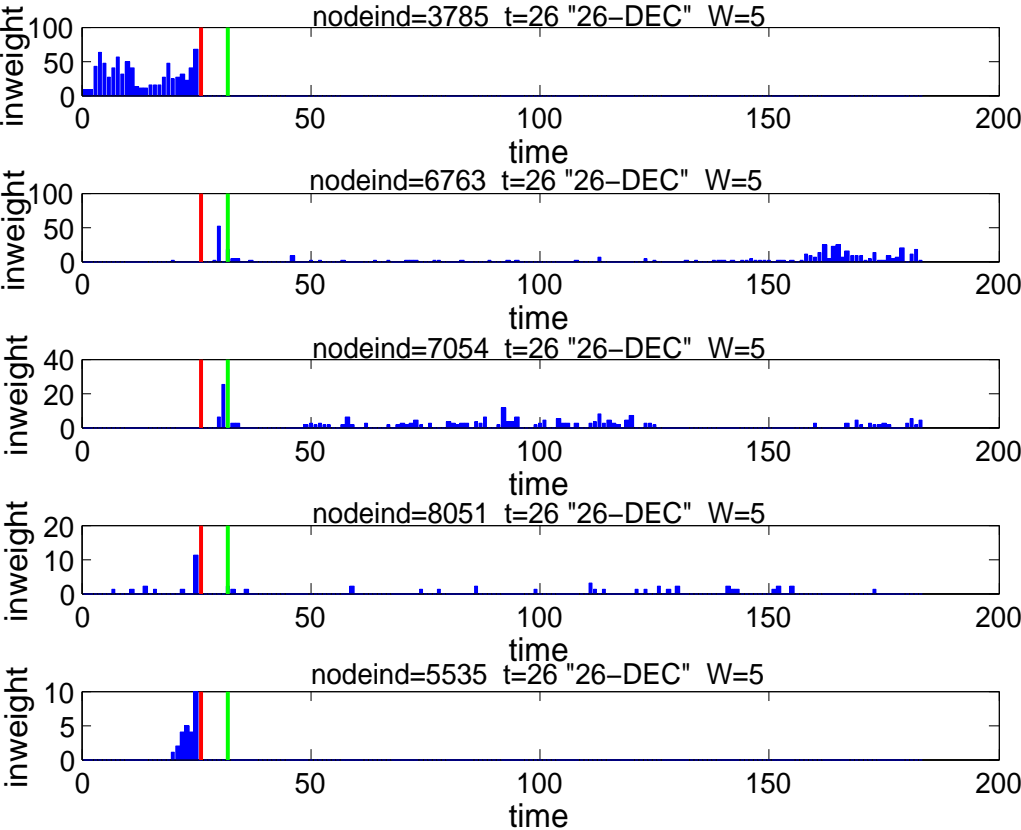 nodeind=3785 t=26 "26−DEC" W=5
inweight
100
50
0
0 50 100 150 200
time
nodeind=6763 t=26 "26−DEC" W=5
inweight
100
50
0
0 50 100 150 200
time
nodeind=7054 t=26 "26−DEC" W=5
inweight
40
20
0
0 50 100 150 200
time
nodeind=8051 t=26 "26−DEC" W=5
inweight
20
10
0
0 50 100 150 200
time
nodeind=5535 t=26 "26−DEC" W=5
inweight
10
5
0
0 50 100 150 200
time